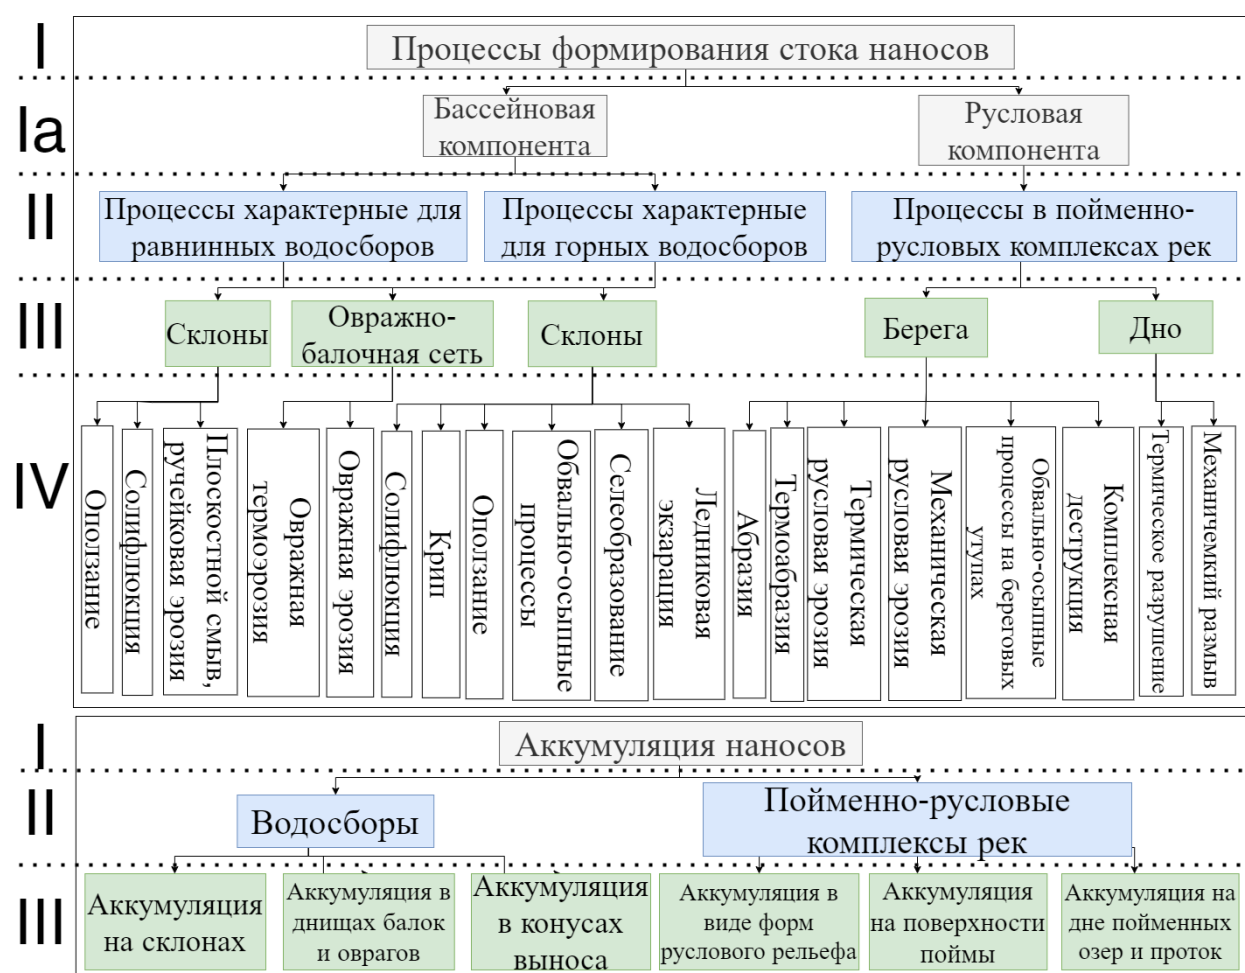 I
Процессы формирования стока наносов
Ia
Бассейновая
компонента
Русловая
компонента
II
Процессы характерные для
равнинных водосборов
Процессы характерные
для горных водосборов
Процессы в пойменно-
русловых комплексах рек
III
Склоны
Овражно-
балочная сеть
Склоны
Берега
Дно
IV
Оползание
Солифлюкция
Плоскостной смыв,
ручейковая эрозия
Овражная
термоэрозия
Овражная эрозия
Солифлюкция
Крип
Оползание
Обвально-осыпные
процессы
Селеобразование
Ледниковая
экзарация
Абразия
Термоабразия
Термическая
русловая эрозия
Механическая
русловая эрозия
Обвально-осыпные
процессы на береговых
утупах
Комплексная
деструкция
Термическое разрушение
Механичемкий размыв
I
Аккумуляция наносов
II
Водосборы
Пойменно-русловые
комплексы рек
III
Аккумуляция
на склонах
Аккумуляция в
днищах балок
и оврагов
Аккумуляция
в конусах
выноса
Аккумуляция в
виде форм
руслового рельефа
Аккумуляция
на поверхности
поймы
Аккумуляция на
дне пойменных
озер и проток